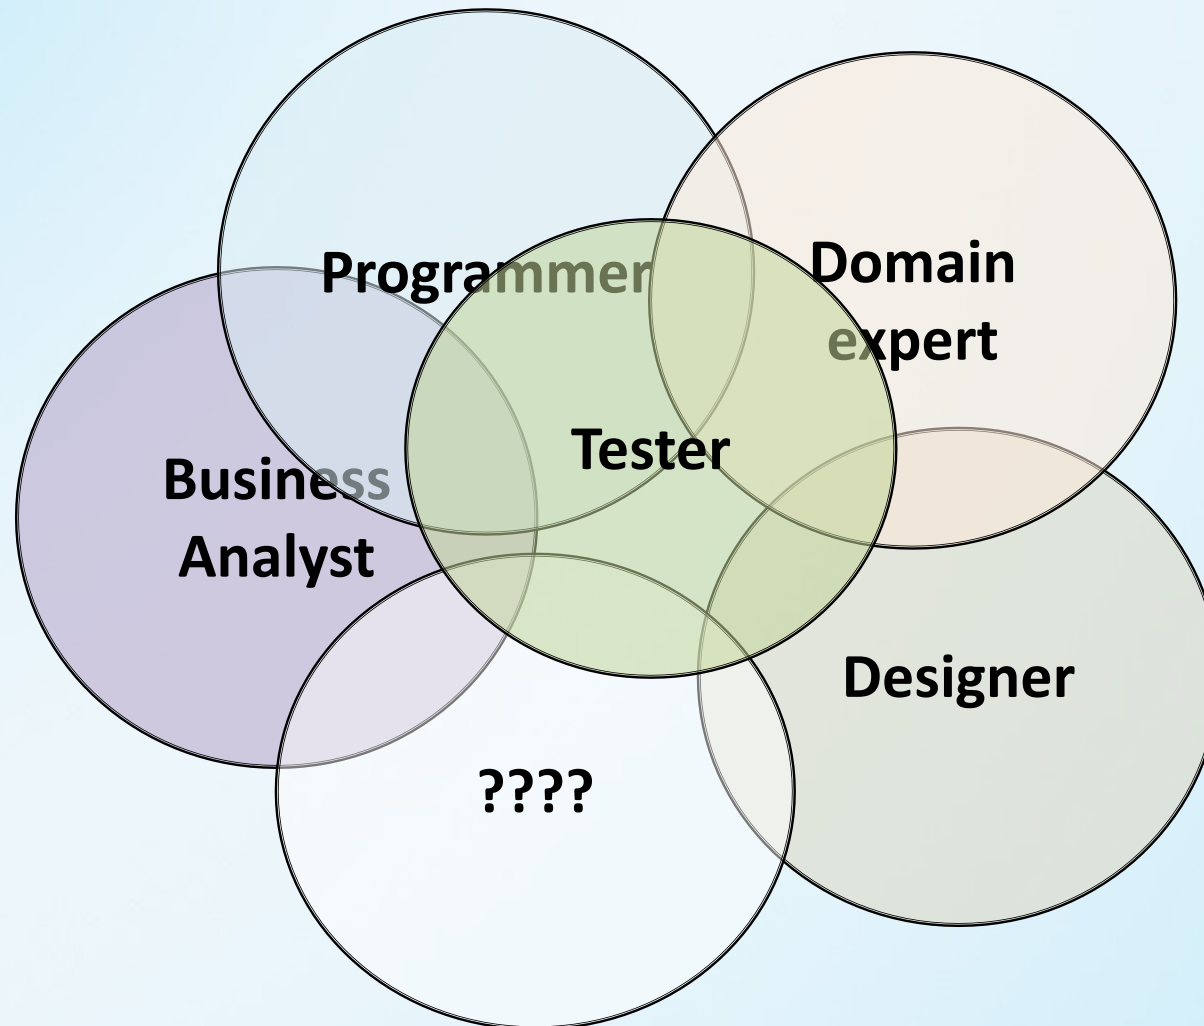 Programmer
Domain
expert
Tester
Business
Analyst
Designer
????